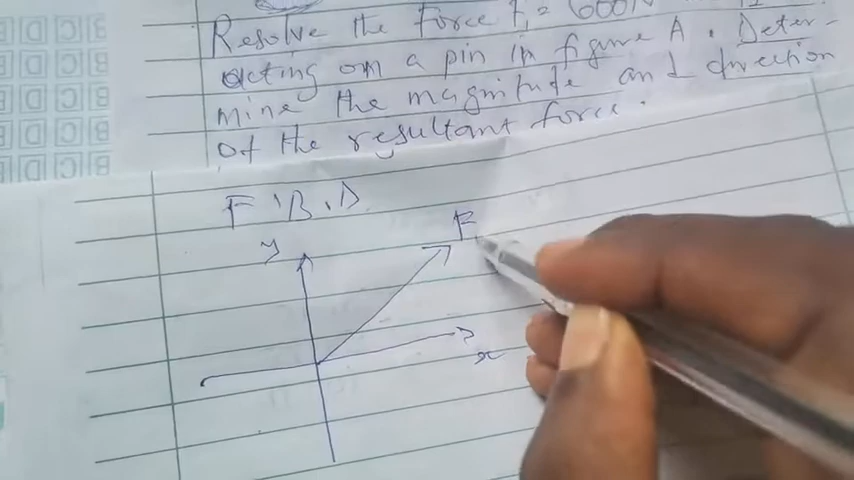 Resolve the force F₁ = 600N
acting on a pin in figure A. Deter-
mine the magnitude and direction
of the resultant force.
F.B.D
y
F
x